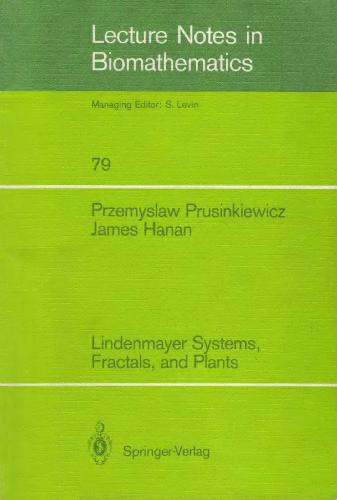 Lecture Notes in
Biomathematics
Managing Editor: S. Levin
79
Przemyslaw Prusinkiewicz
James Hanan
Lindenmayer Systems,
Fractals, and Plants
Springer-Verlag